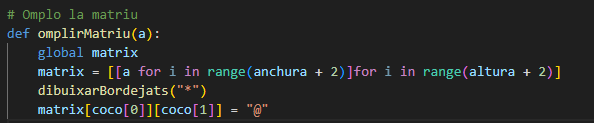 # Omplo la matriu
def omplirMatriu(a):
    global matrix
    matrix = [[a for i in range(anchura + 2)]for i in range(altura + 2)]
    dibuixarBordejats("*")
    matrix[coco[0]][coco[1]] = "@"